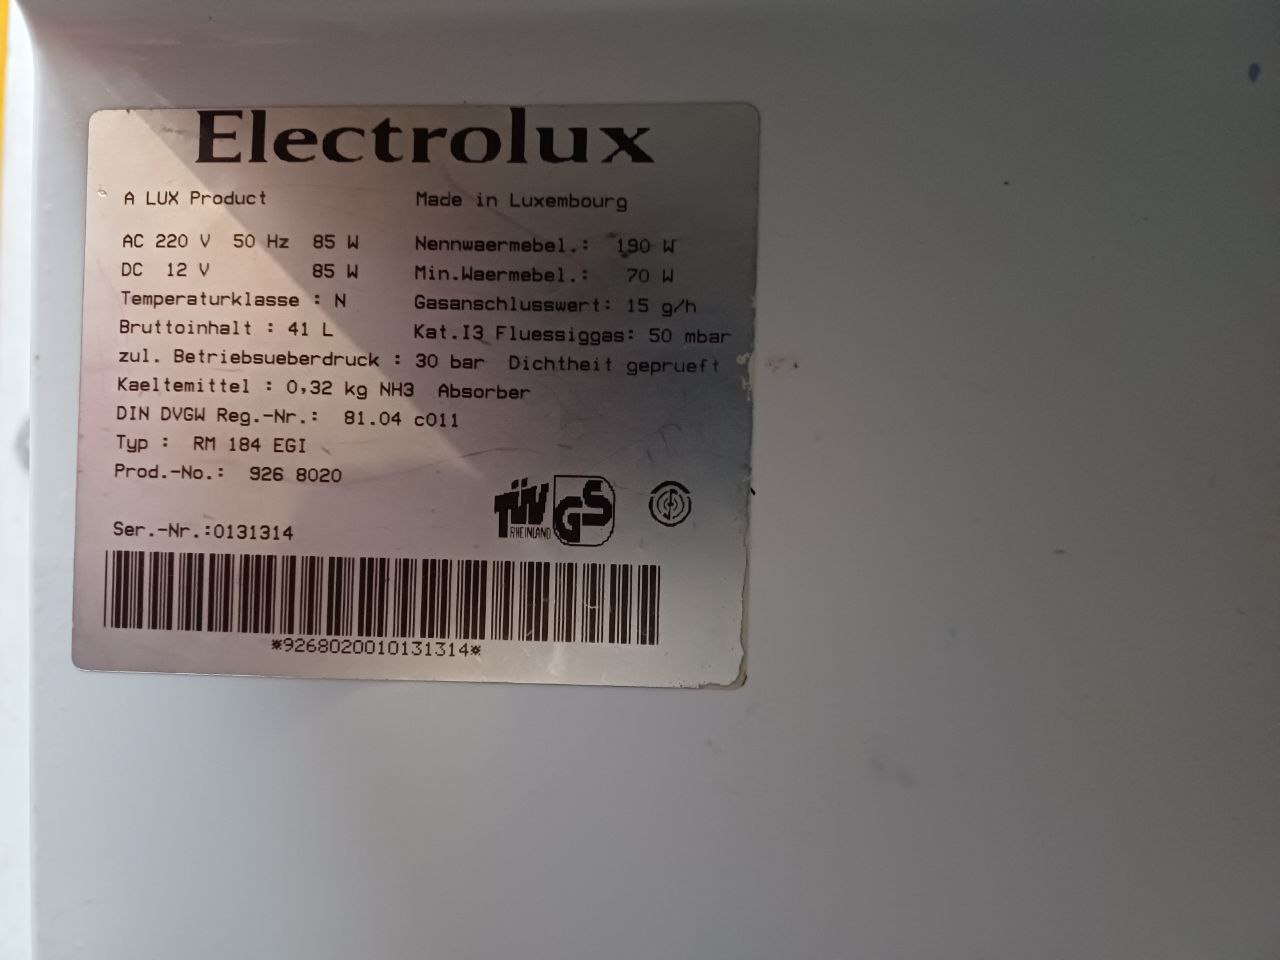 Electrolux
A LUX Product Made in Luxembourg
AC 220 V 50 Hz 85 W Nennwaermebel.: 190 W
DC 12 V 85 W Min.Waermebel.: 70 W
Temperaturklasse : N Gasanschlusswert: 15 g/h
Bruttoinhalt : 41 L Kat.I3 Fluessiggas: 50 mbar
zul. Betriebsueberdruck : 30 bar Dichtheit geprueft
Kaeltemittel : 0,32 kg NH3 Absorber
DIN DVGW Reg.-Nr.: 81.04 c011
Typ : RM 184 EGI
Prod.-No.: 926 8020
TÜV GS
RHEINLAND
Ser.-Nr.:0131314
*9268020010131314*